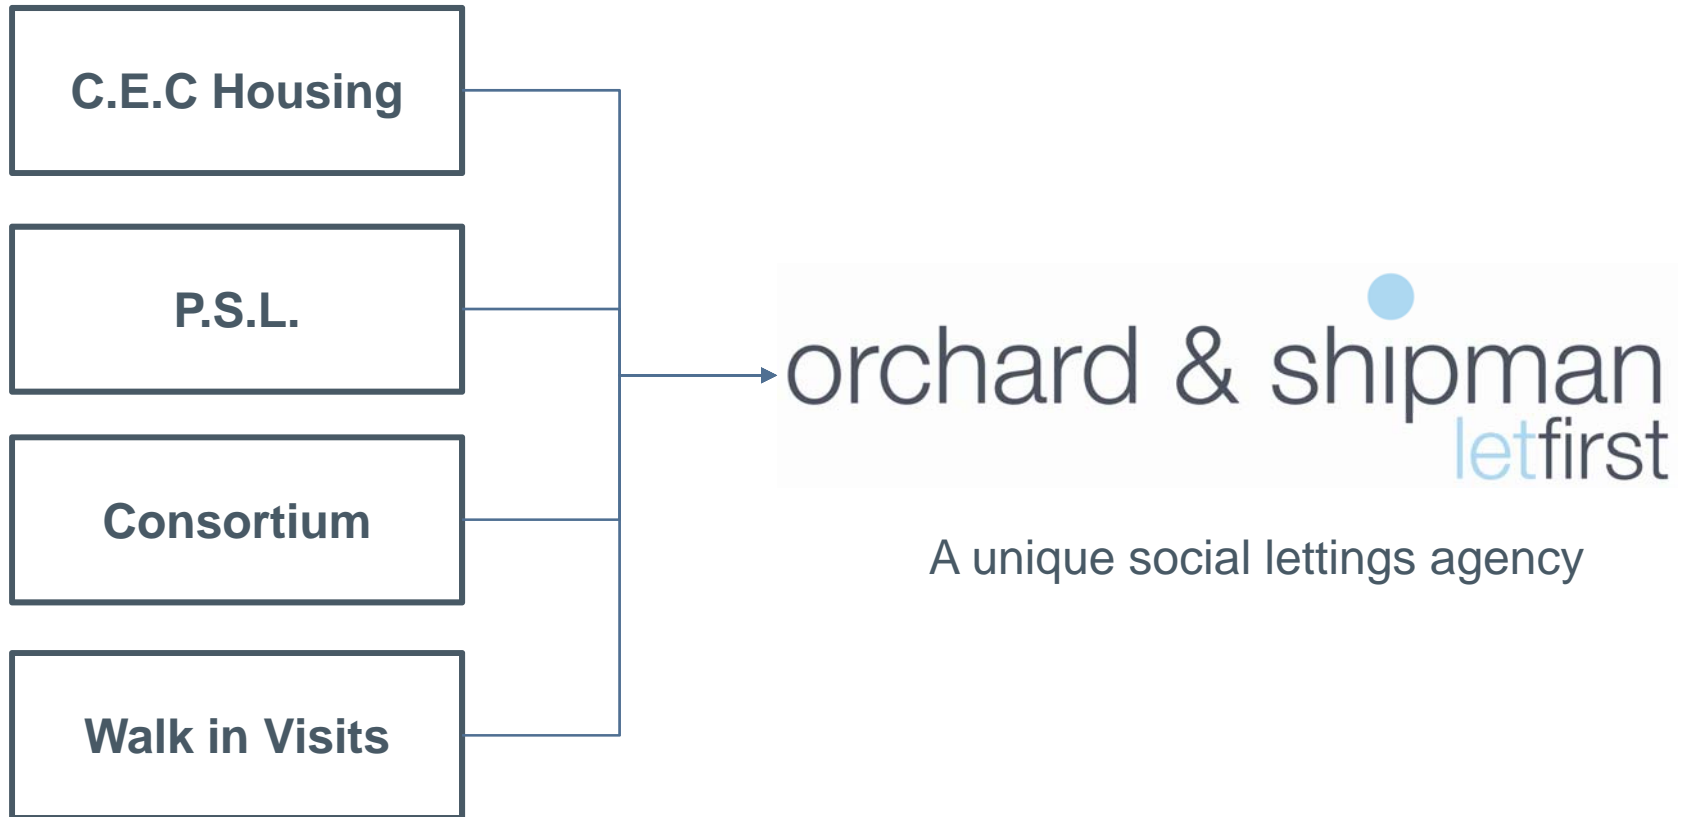 C.E.C Housing
P.S.L.
Consortium
Walk in Visits
orchard & shipman
letfirst
A unique social lettings agency